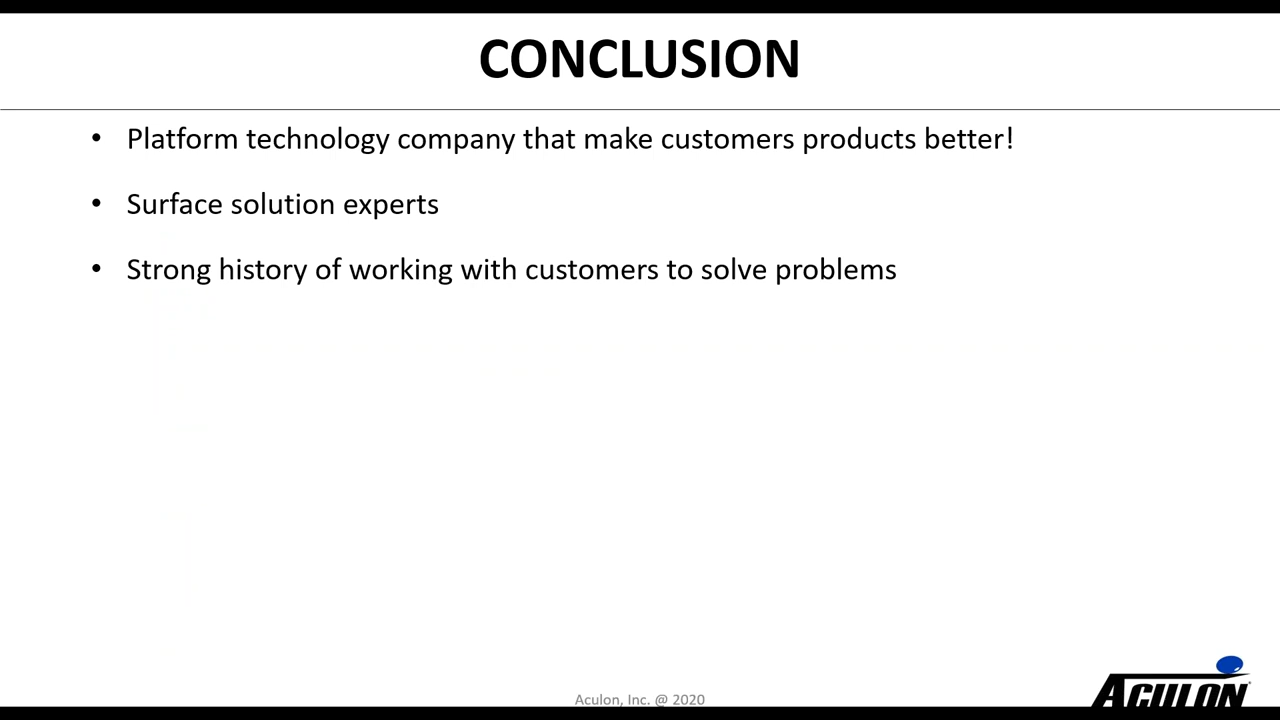 CONCLUSION
• Platform technology company that make customers products better!
• Surface solution experts
• Strong history of working with customers to solve problems
Aculon, Inc. @ 2020
ACULON